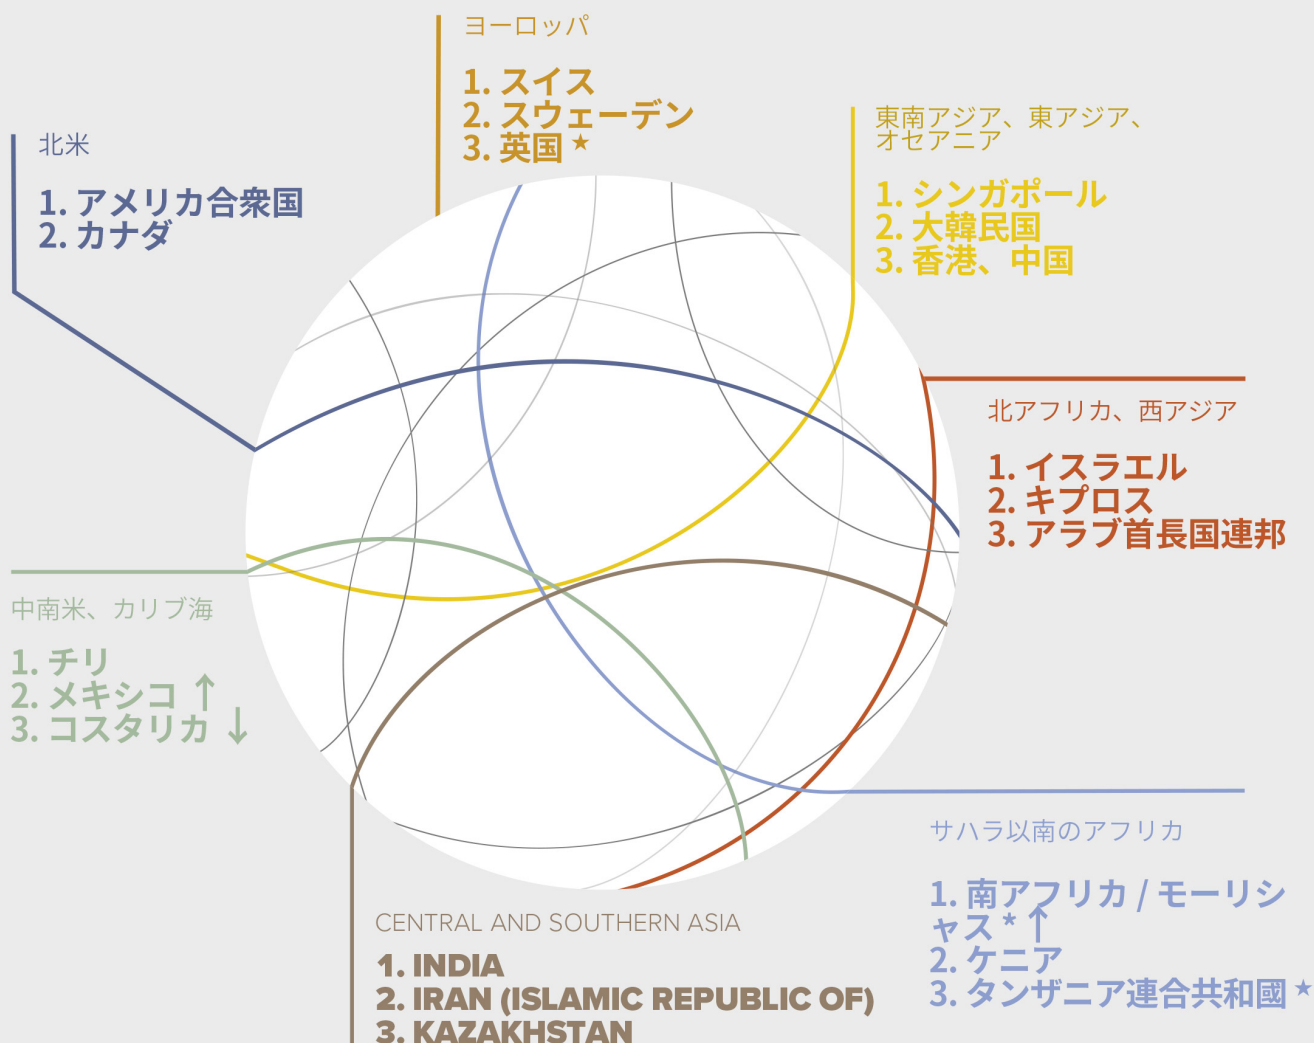 ヨーロッパ
1. スイス
2. スウェーデン
3. 英国 ★
北米
1. アメリカ合衆国
2. カナダ
東南アジア、東アジア、
オセアニア
1. シンガポール
2. 大韓民国
3. 香港、中国
北アフリカ、西アジア
1. イスラエル
2. キプロス
3. アラブ首長国連邦
中南米、カリブ海
1. チリ
2. メキシコ ↑
3. コスタリカ ↓
サハラ以南のアフリカ
1. 南アフリカ / モーリシ
ャス * ↑
2. ケニア
3. タンザニア連合共和國 ★
CENTRAL AND SOUTHERN ASIA
1. INDIA
2. IRAN (ISLAMIC REPUBLIC OF)
3. KAZAKHSTAN